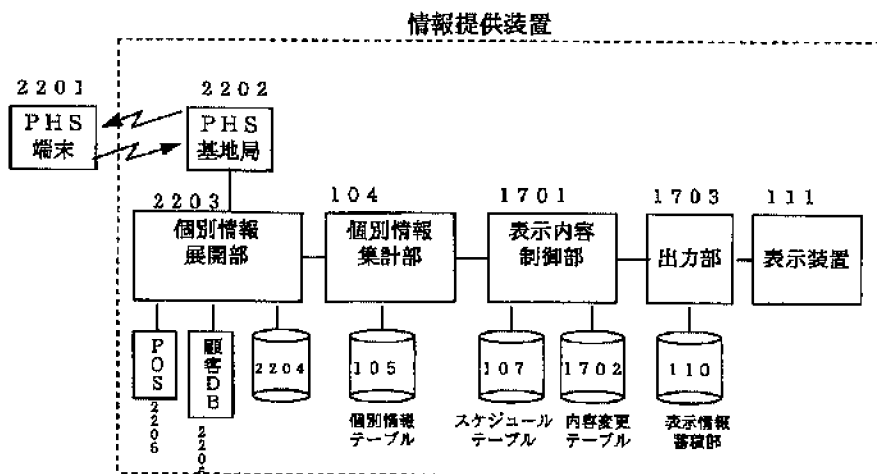 情報提供装置
2201
PHS
端末
2202
PHS
基地局
2203
個別情報
展開部
104
個別情報
集計部
1701
表示内容
制御部
1703
出力部
111
表示装置
POS
顧客DB
2204
105
個別情報
テーブル
107
スケジュール
テーブル
1702
内容変更
テーブル
110
表示情報
蓄積部